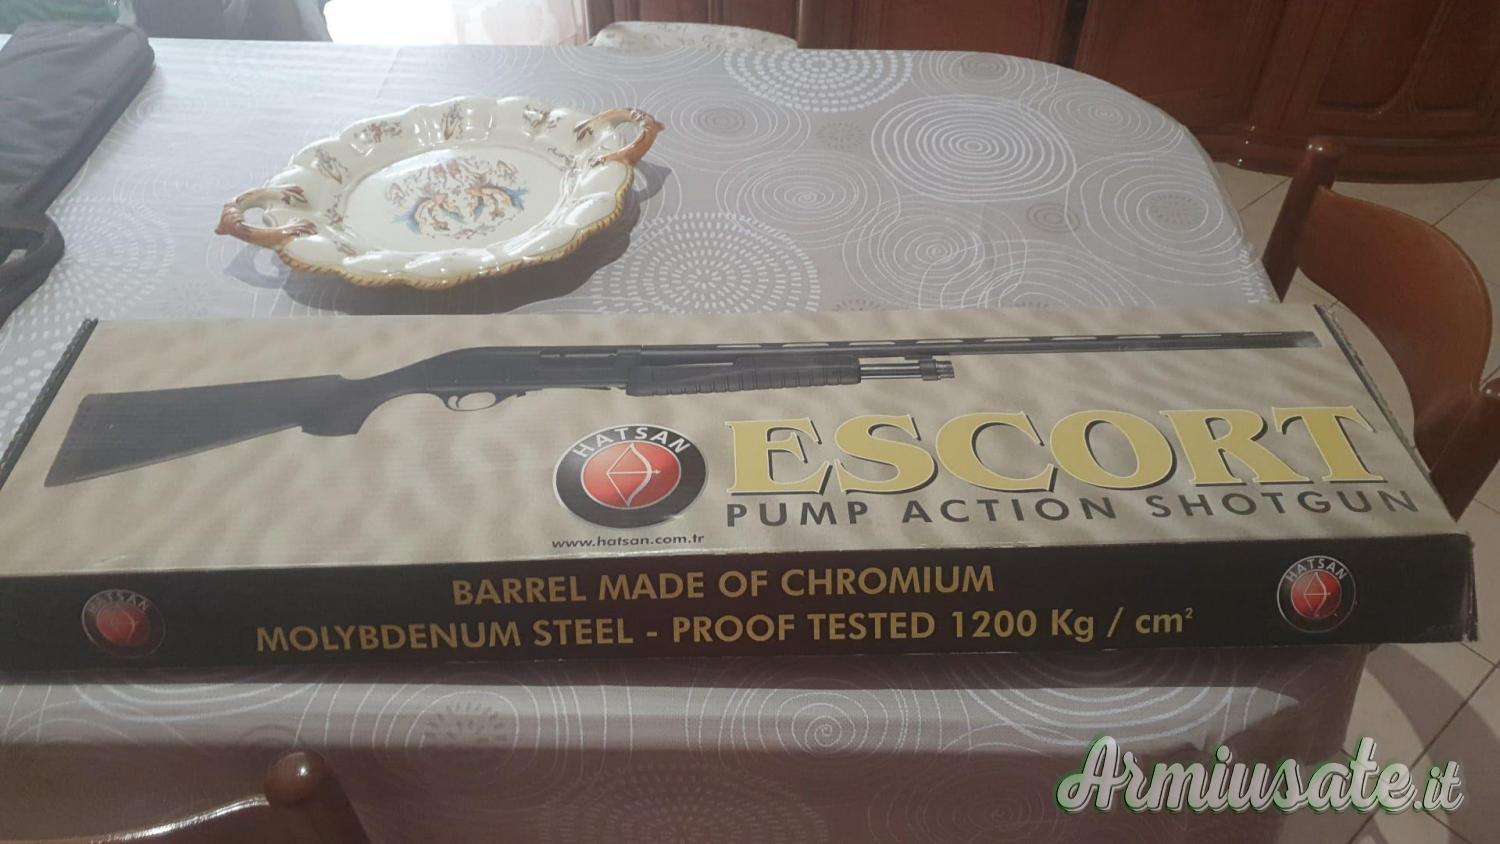 HATSAN
ESCORT
PUMP ACTION SHOTGUN
www.hatsan.com.tr
HATSAN
BARREL MADE OF CHROMIUM
MOLYBDENUM STEEL - PROOF TESTED 1200 Kg / cm²
HATSAN
Armiusate.it